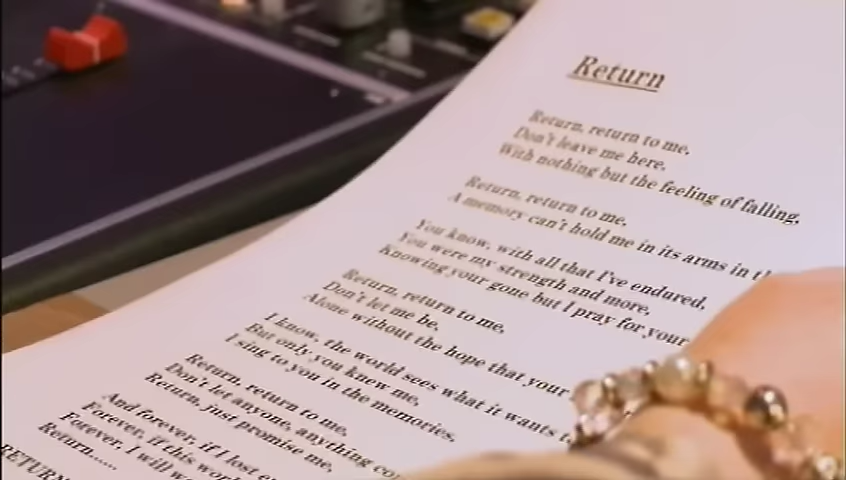 Return
Return, return to me,
Don't leave me here,
With nothing but the feeling of falling,
Return, return to me,
A memory can't hold me in its arms in
You know, with all that I've endured,
You were my strength and more,
Knowing your gone but I pray for your
Return, return to me,
Don't let me be,
Alone without the hope that your
I know, the world sees what it wants
But only you knew me,
I sing to you in the memories,
Return, return to me,
Don't let anyone, anything
Return, just promise me,
And forever, if I lost
Forever, if this
Forever, I will
Return......
RETURN